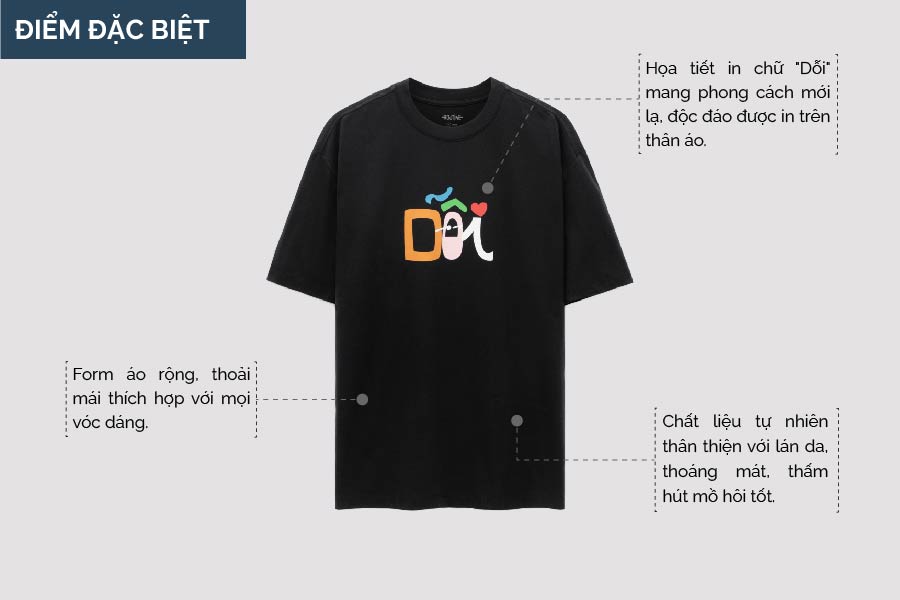 ĐIỂM ĐẶC BIỆT
Họa tiết in chữ "Dỗi"
mang phong cách mới
lạ, độc đáo được in trên
thân áo.
ROUTINE
Dỗi
Form áo rộng, thoải
mái thích hợp với mọi
vóc dáng.
Chất liệu tự nhiên
thân thiện với lán da,
thoáng mát, thấm
hút mồ hôi tốt.